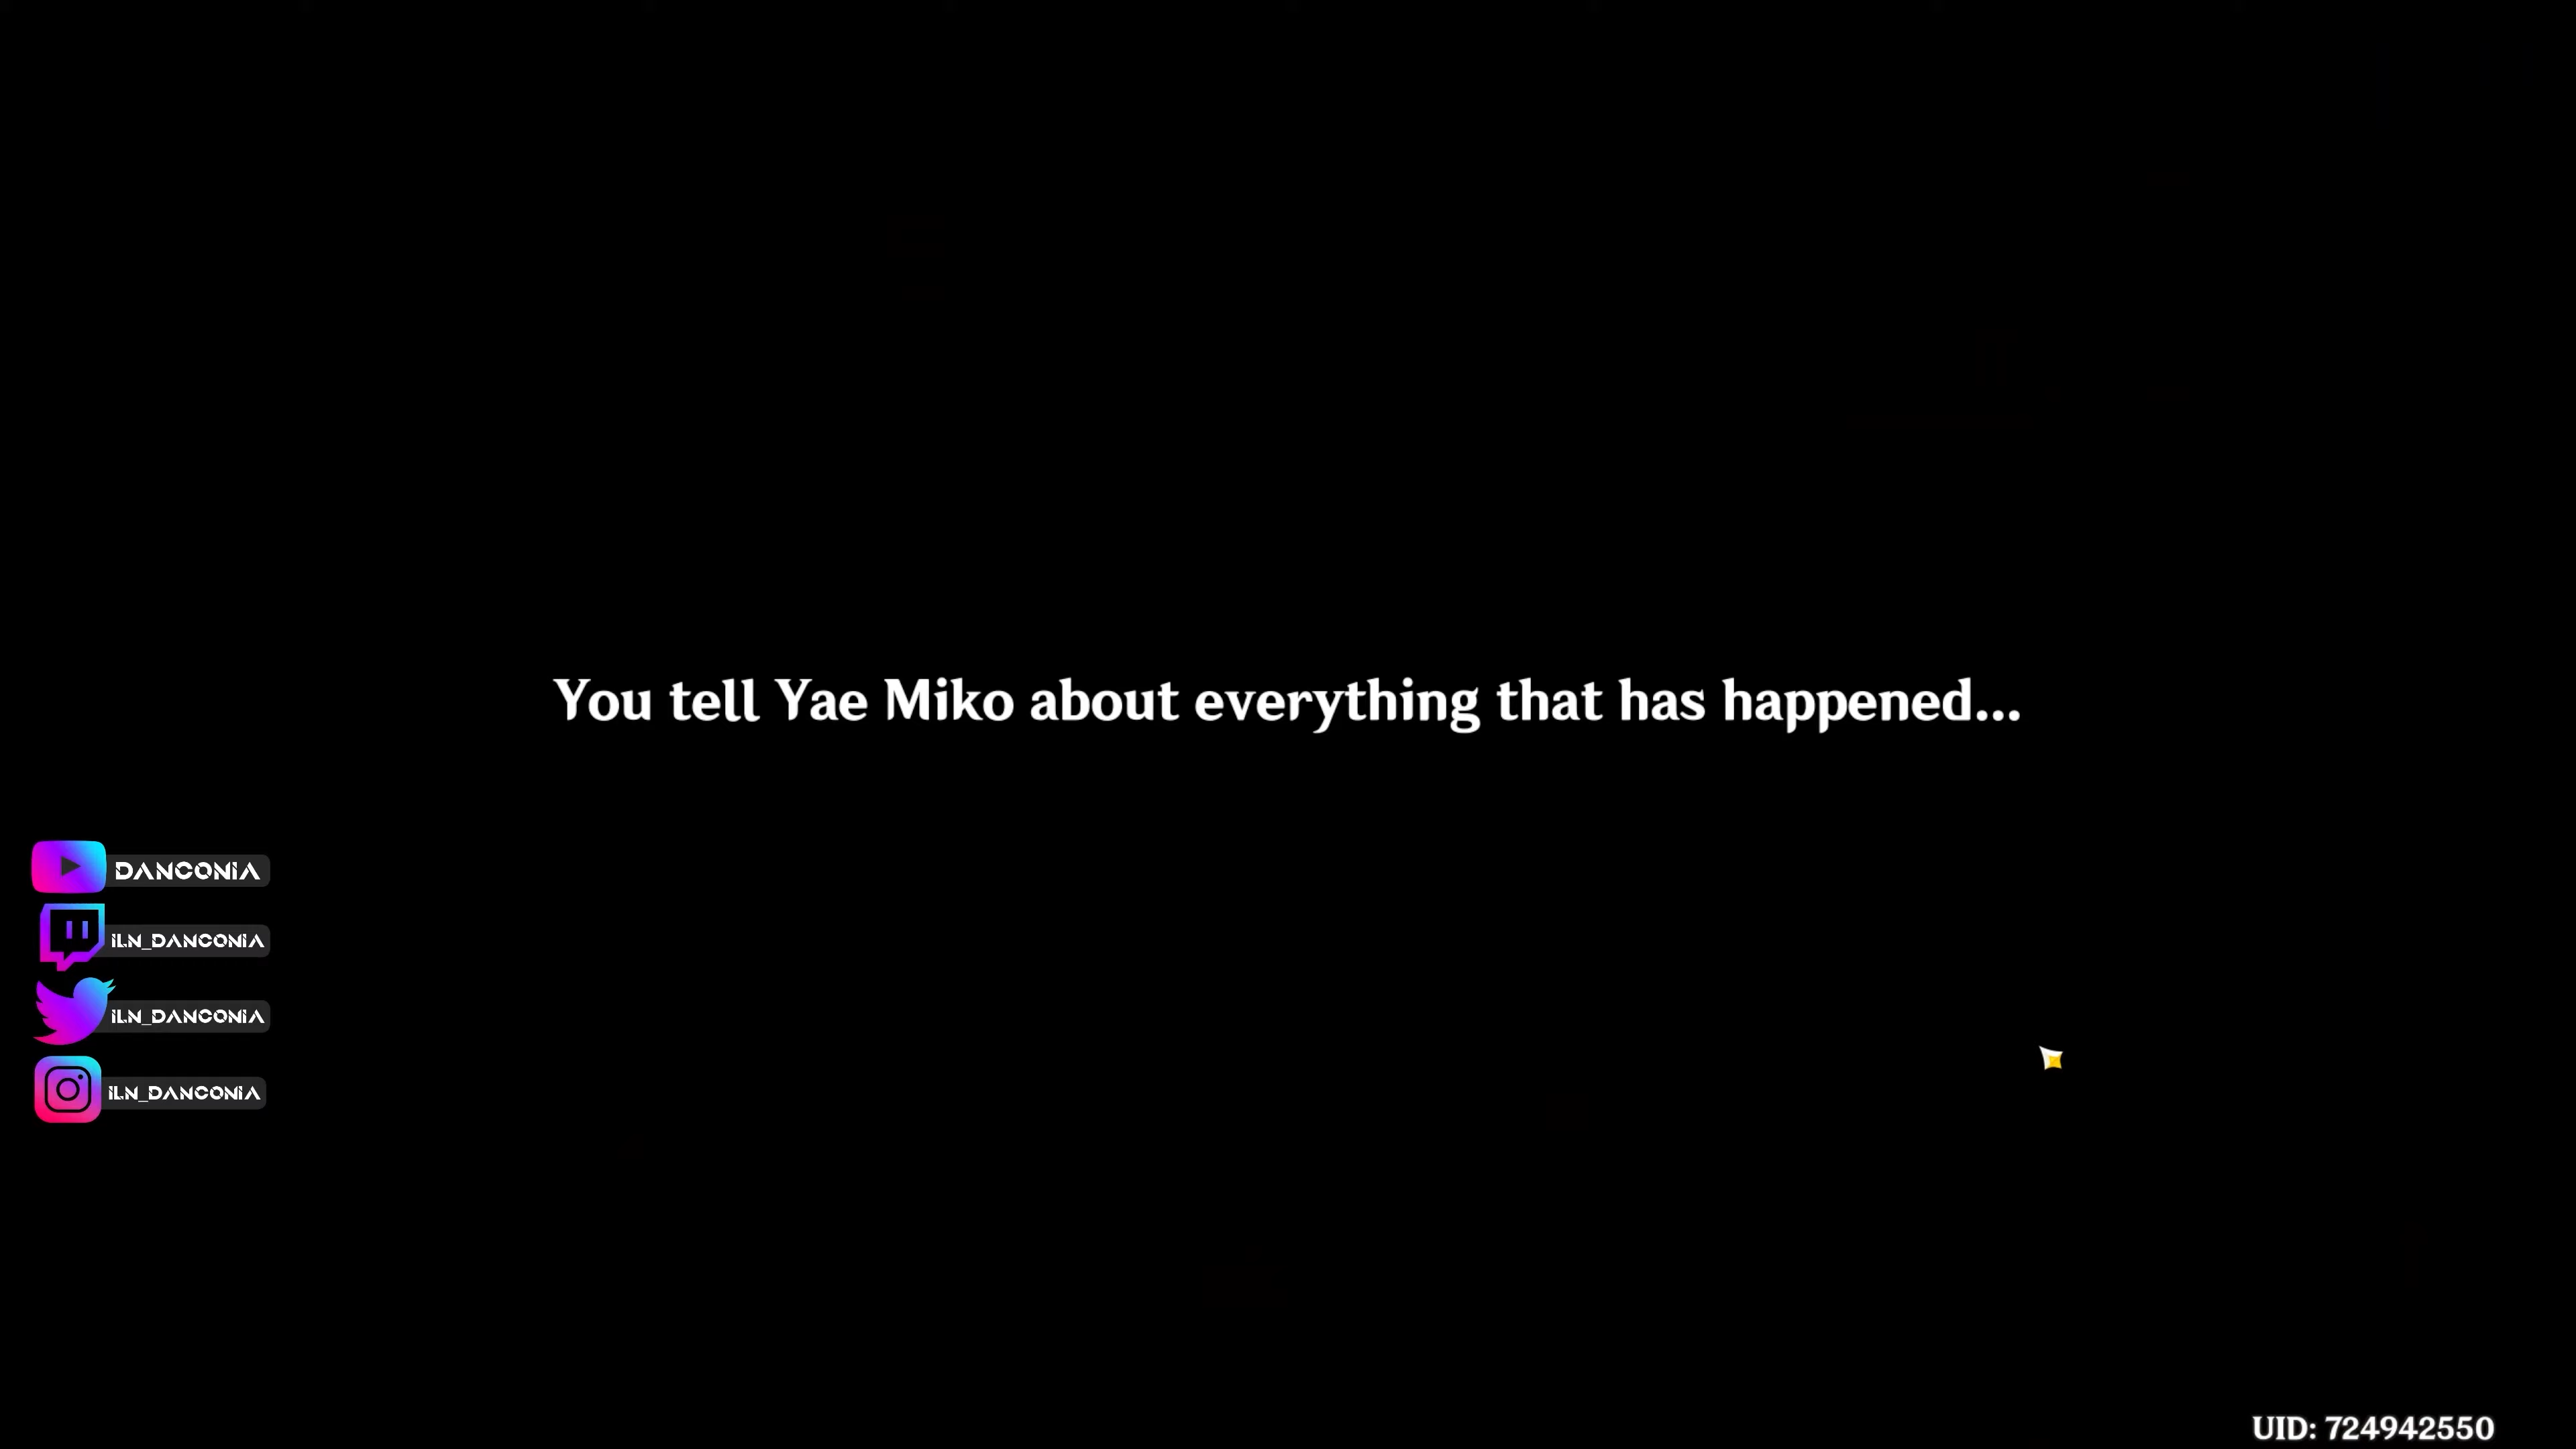 You tell Yae Miko about everything that has happened...
DANCONIA
ILN_DANCONIA
ILN_DANCONIA
ILN_DANCONIA
UID: 724942550